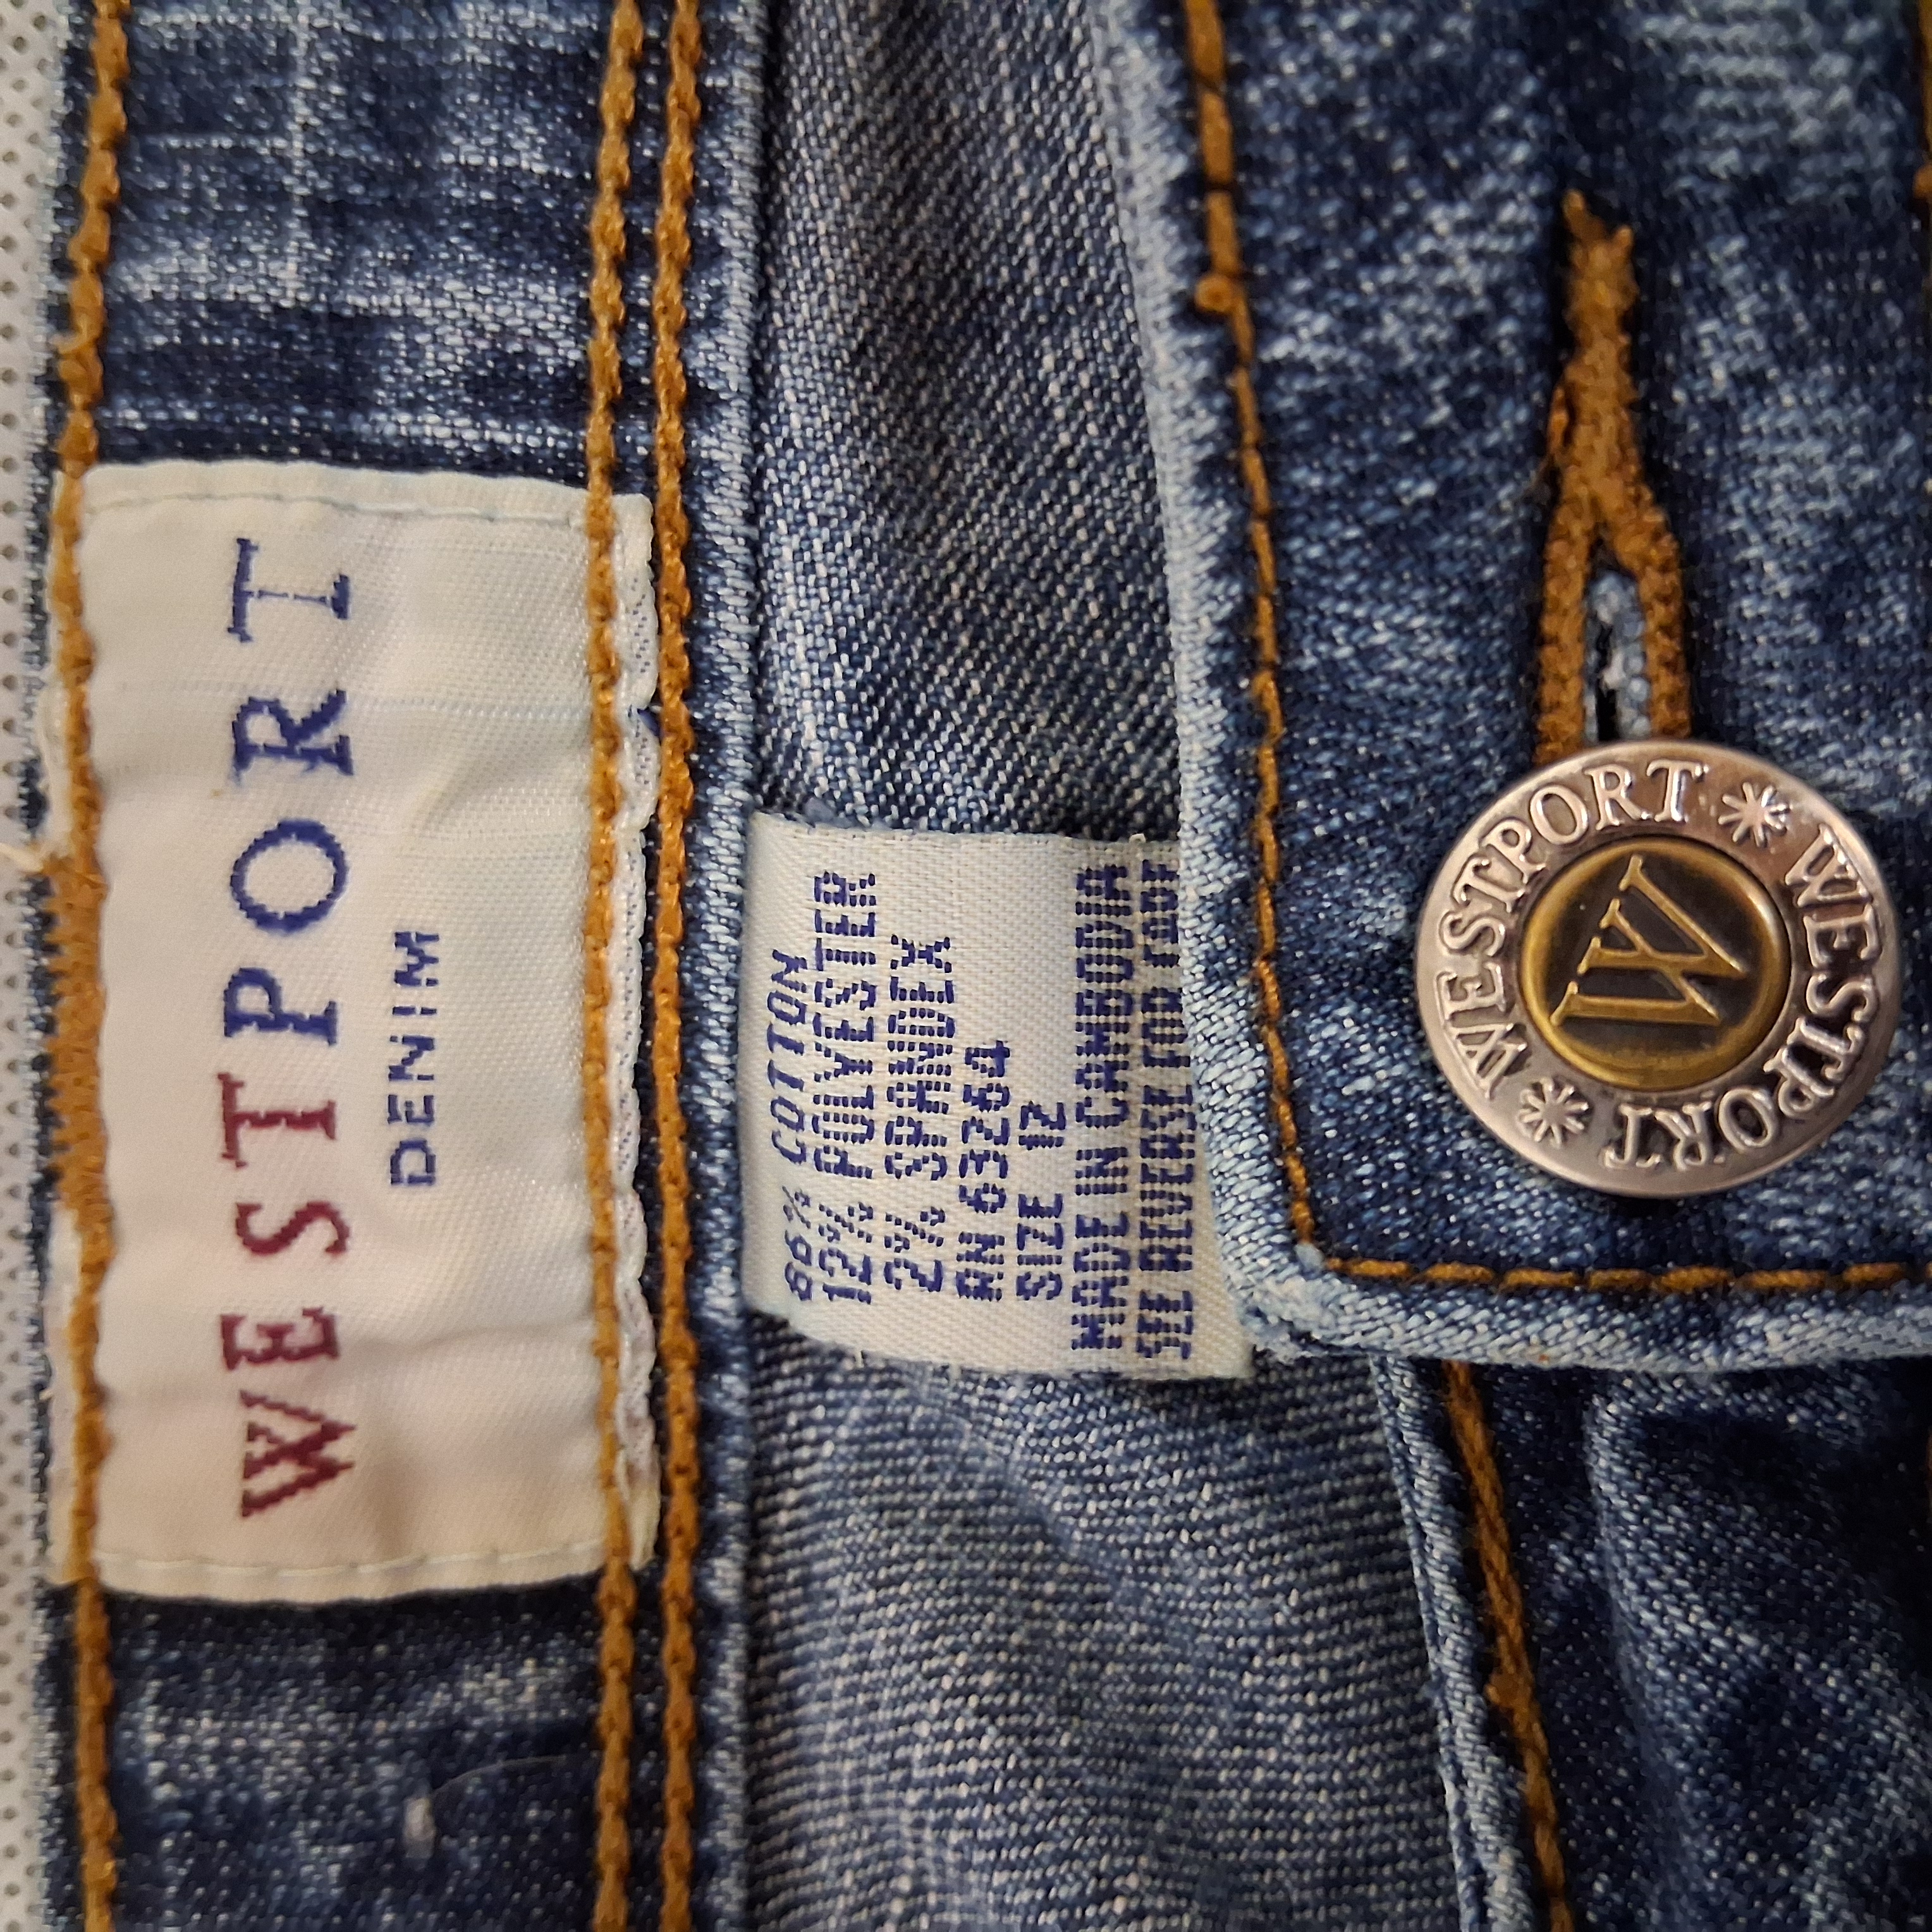 WESTPORT
DENIM
86% COTTON
12% POLYESTER
2% SPANDEX
RN 63264
SIZE 12
MADE IN CAMBODIA
SEE REVERSE FOR CARE
WESTPORT * WESTPORT *
W